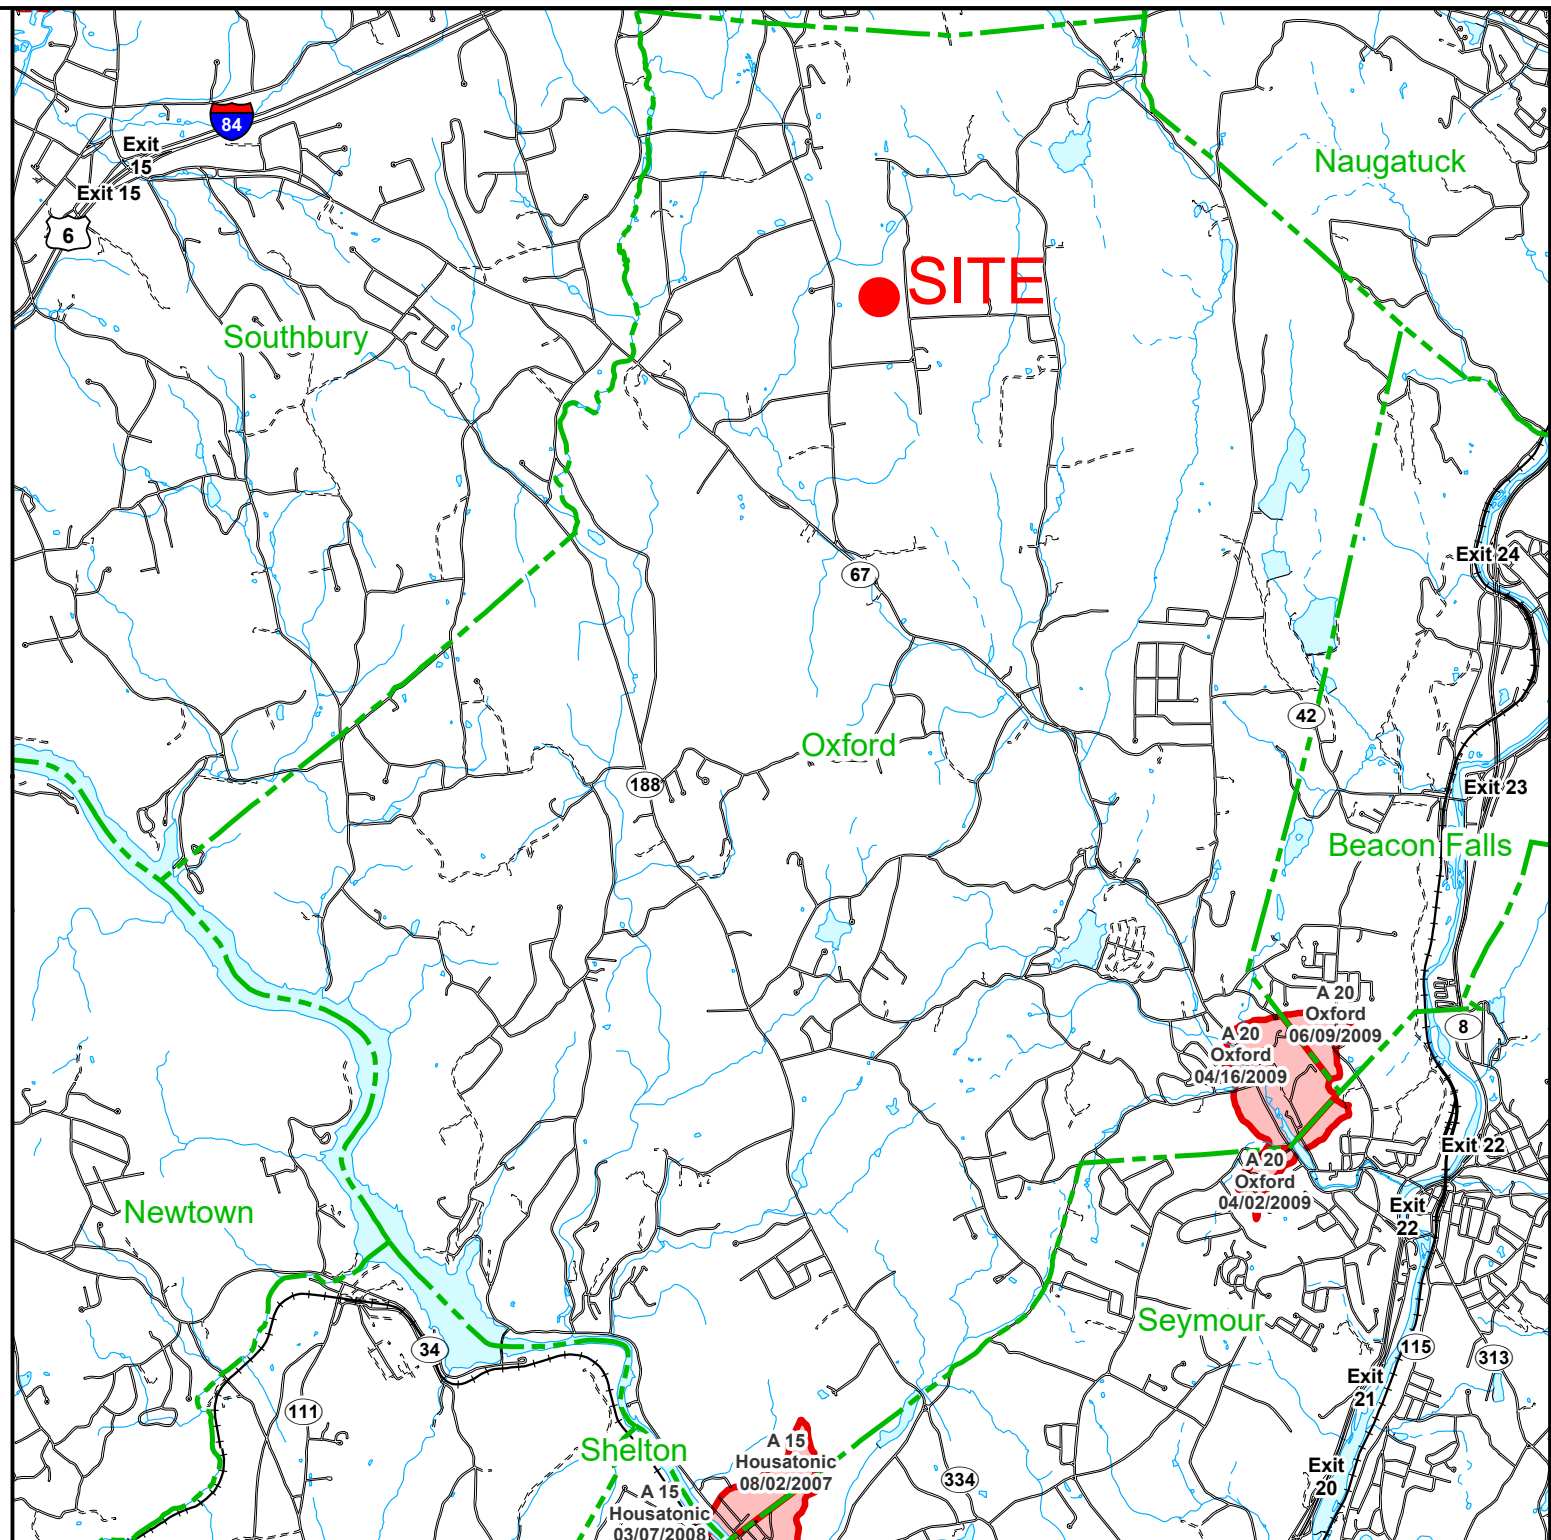 84
Exit
15
Exit 15
6
Naugatuck
SITE
Southbury
Exit 24
67
42
Oxford
188
Exit 23
Beacon Falls
A 20
Oxford
06/09/2009
8
A 20
Oxford
04/16/2009
Exit 22
A 20
Oxford
04/02/2009
Exit
22
Newtown
Seymour
34
115
313
Exit
21
111
Shelton
A 15
Housatonic
08/02/2007
334
Exit
20
A 15
Housatonic
03/07/2008